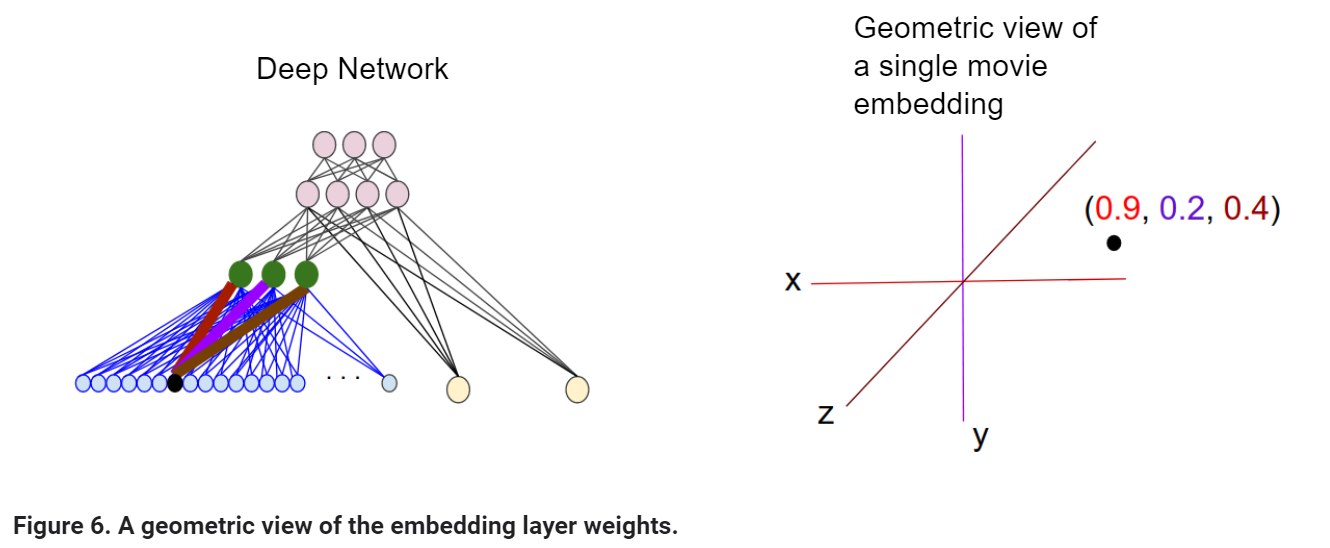 Deep Network
Geometric view of
a single movie
embedding
(0.9, 0.2, 0.4)
x
z
y
. . .
Figure 6. A geometric view of the embedding layer weights.